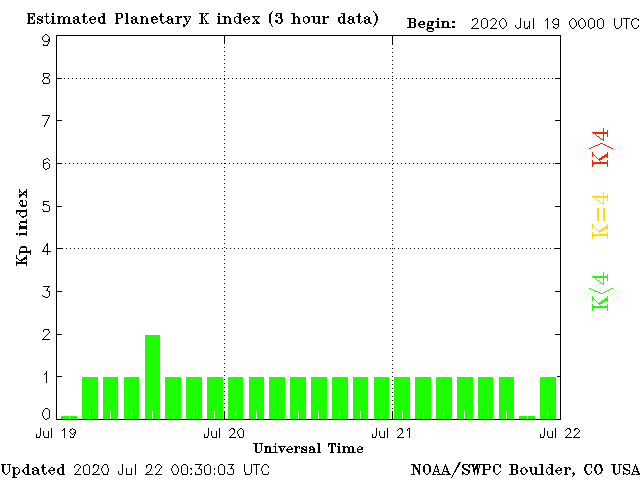 Estimated Planetary K index (3 hour data) Begin: 2020 Jul 19 0000 UTC
9
8
7
6
5
4
3
2
1
0
Kp index
K>4
K=4
K<4
Jul 19 Jul 20 Jul 21 Jul 22
Universal Time
Updated 2020 Jul 22 00:30:03 UTC NOAA/SWPC Boulder, CO USA